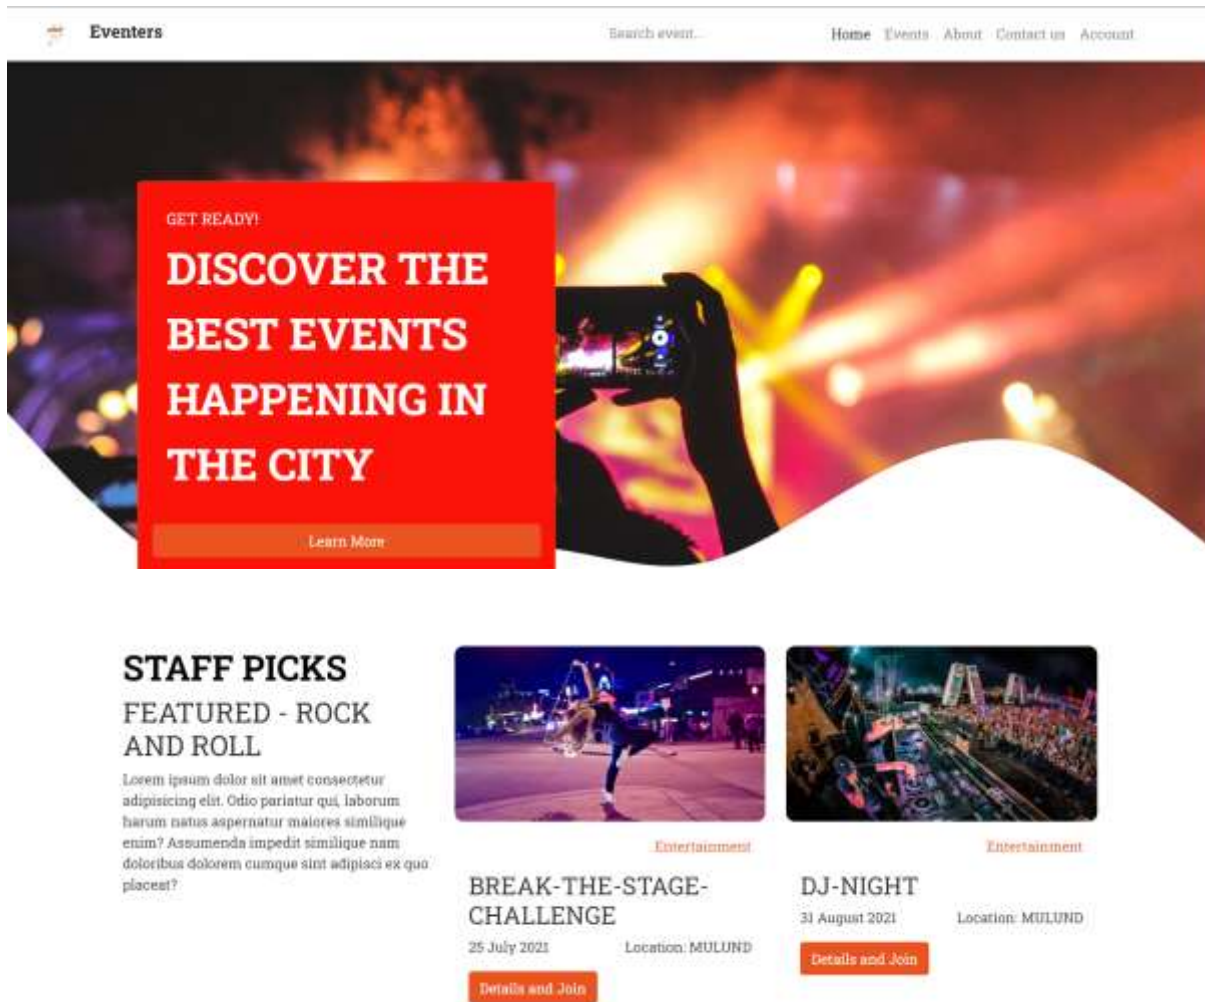 Eventers
Search event...
Home Events About Contact us Account
GET READY!
DISCOVER THE
BEST EVENTS
HAPPENING IN
THE CITY
Learn More
STAFF PICKS
FEATURED - ROCK
AND ROLL
Lorem ipsum dolor sit amet consectetur
adipisicing elit. Odio pariatur qui, laborum
harum natus aspernatur maiores similique
enim? Assumenda impedit similique nam
doloribus dolorem cumque sint adipisci ex quo
placeat?
Entertainment
BREAK-THE-STAGE-
CHALLENGE
25 July 2021 Location: MULUND
Details and Join
Entertainment
DJ-NIGHT
31 August 2021 Location: MULUND
Details and Join